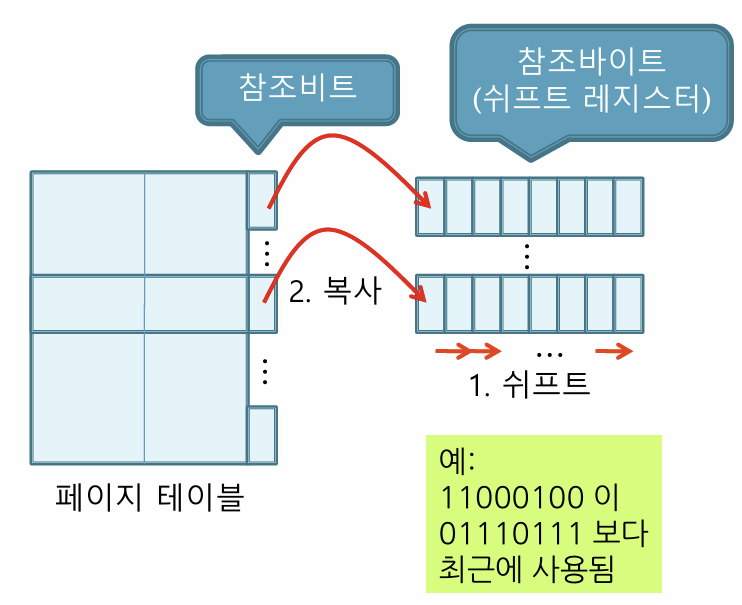 참조비트
참조바이트
(쉬프트 레지스터)
2. 복사
...
1. 쉬프트
페이지 테이블
예:
11000100 이
01110111 보다
최근에 사용됨